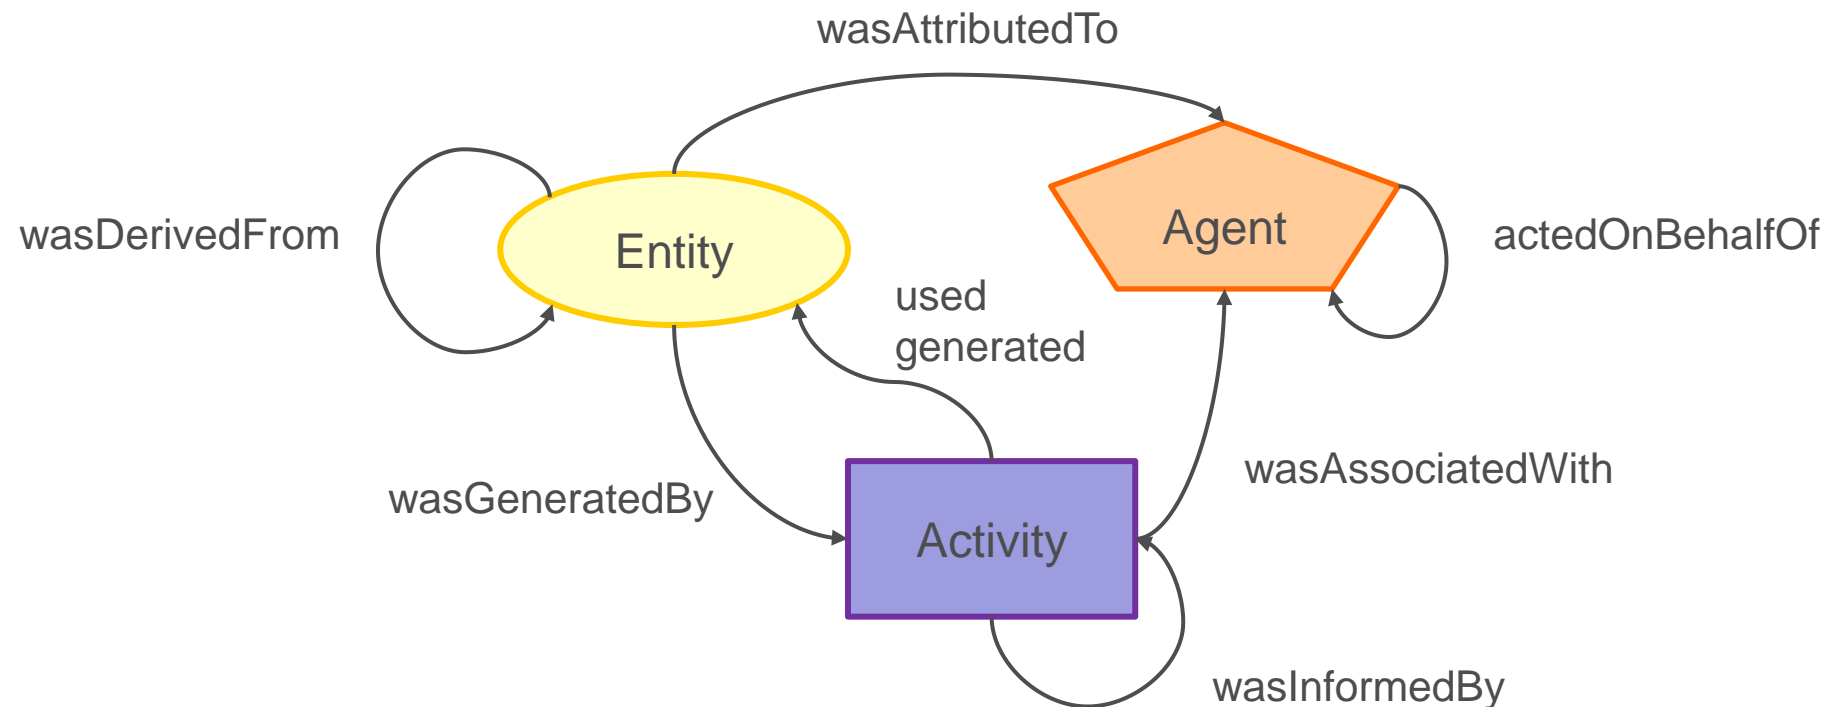 wasAttributedTo
wasDerivedFrom
Entity
Agent
actedOnBehalfOf
used
generated
wasGeneratedBy
wasAssociatedWith
Activity
wasInformedBy